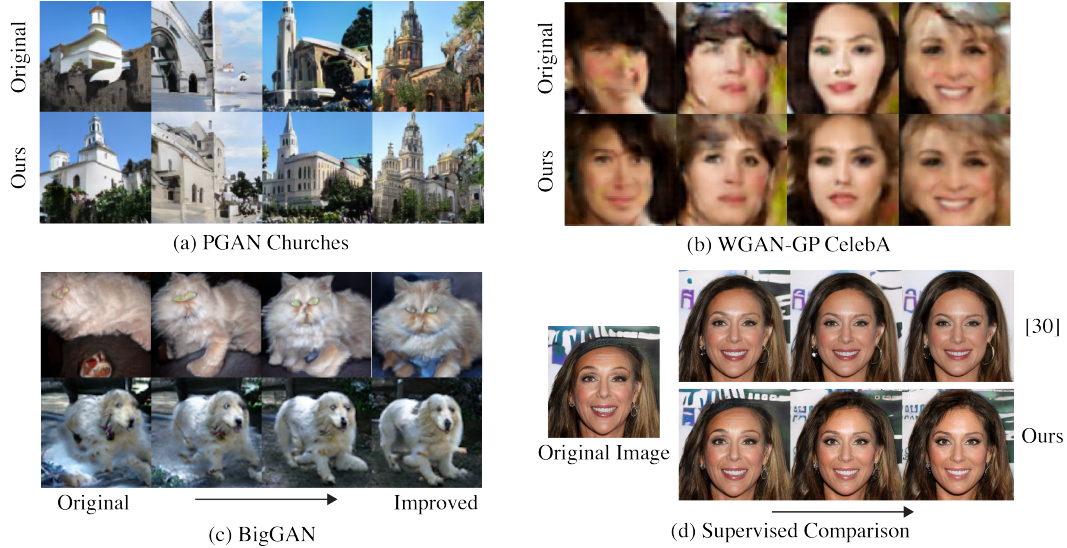 Original
Ours
(a) PGAN Churches
Original
Ours
(b) WGAN-GP CelebA
Original
Improved
(c) BigGAN
Original Image
[30]
Ours
(d) Supervised Comparison